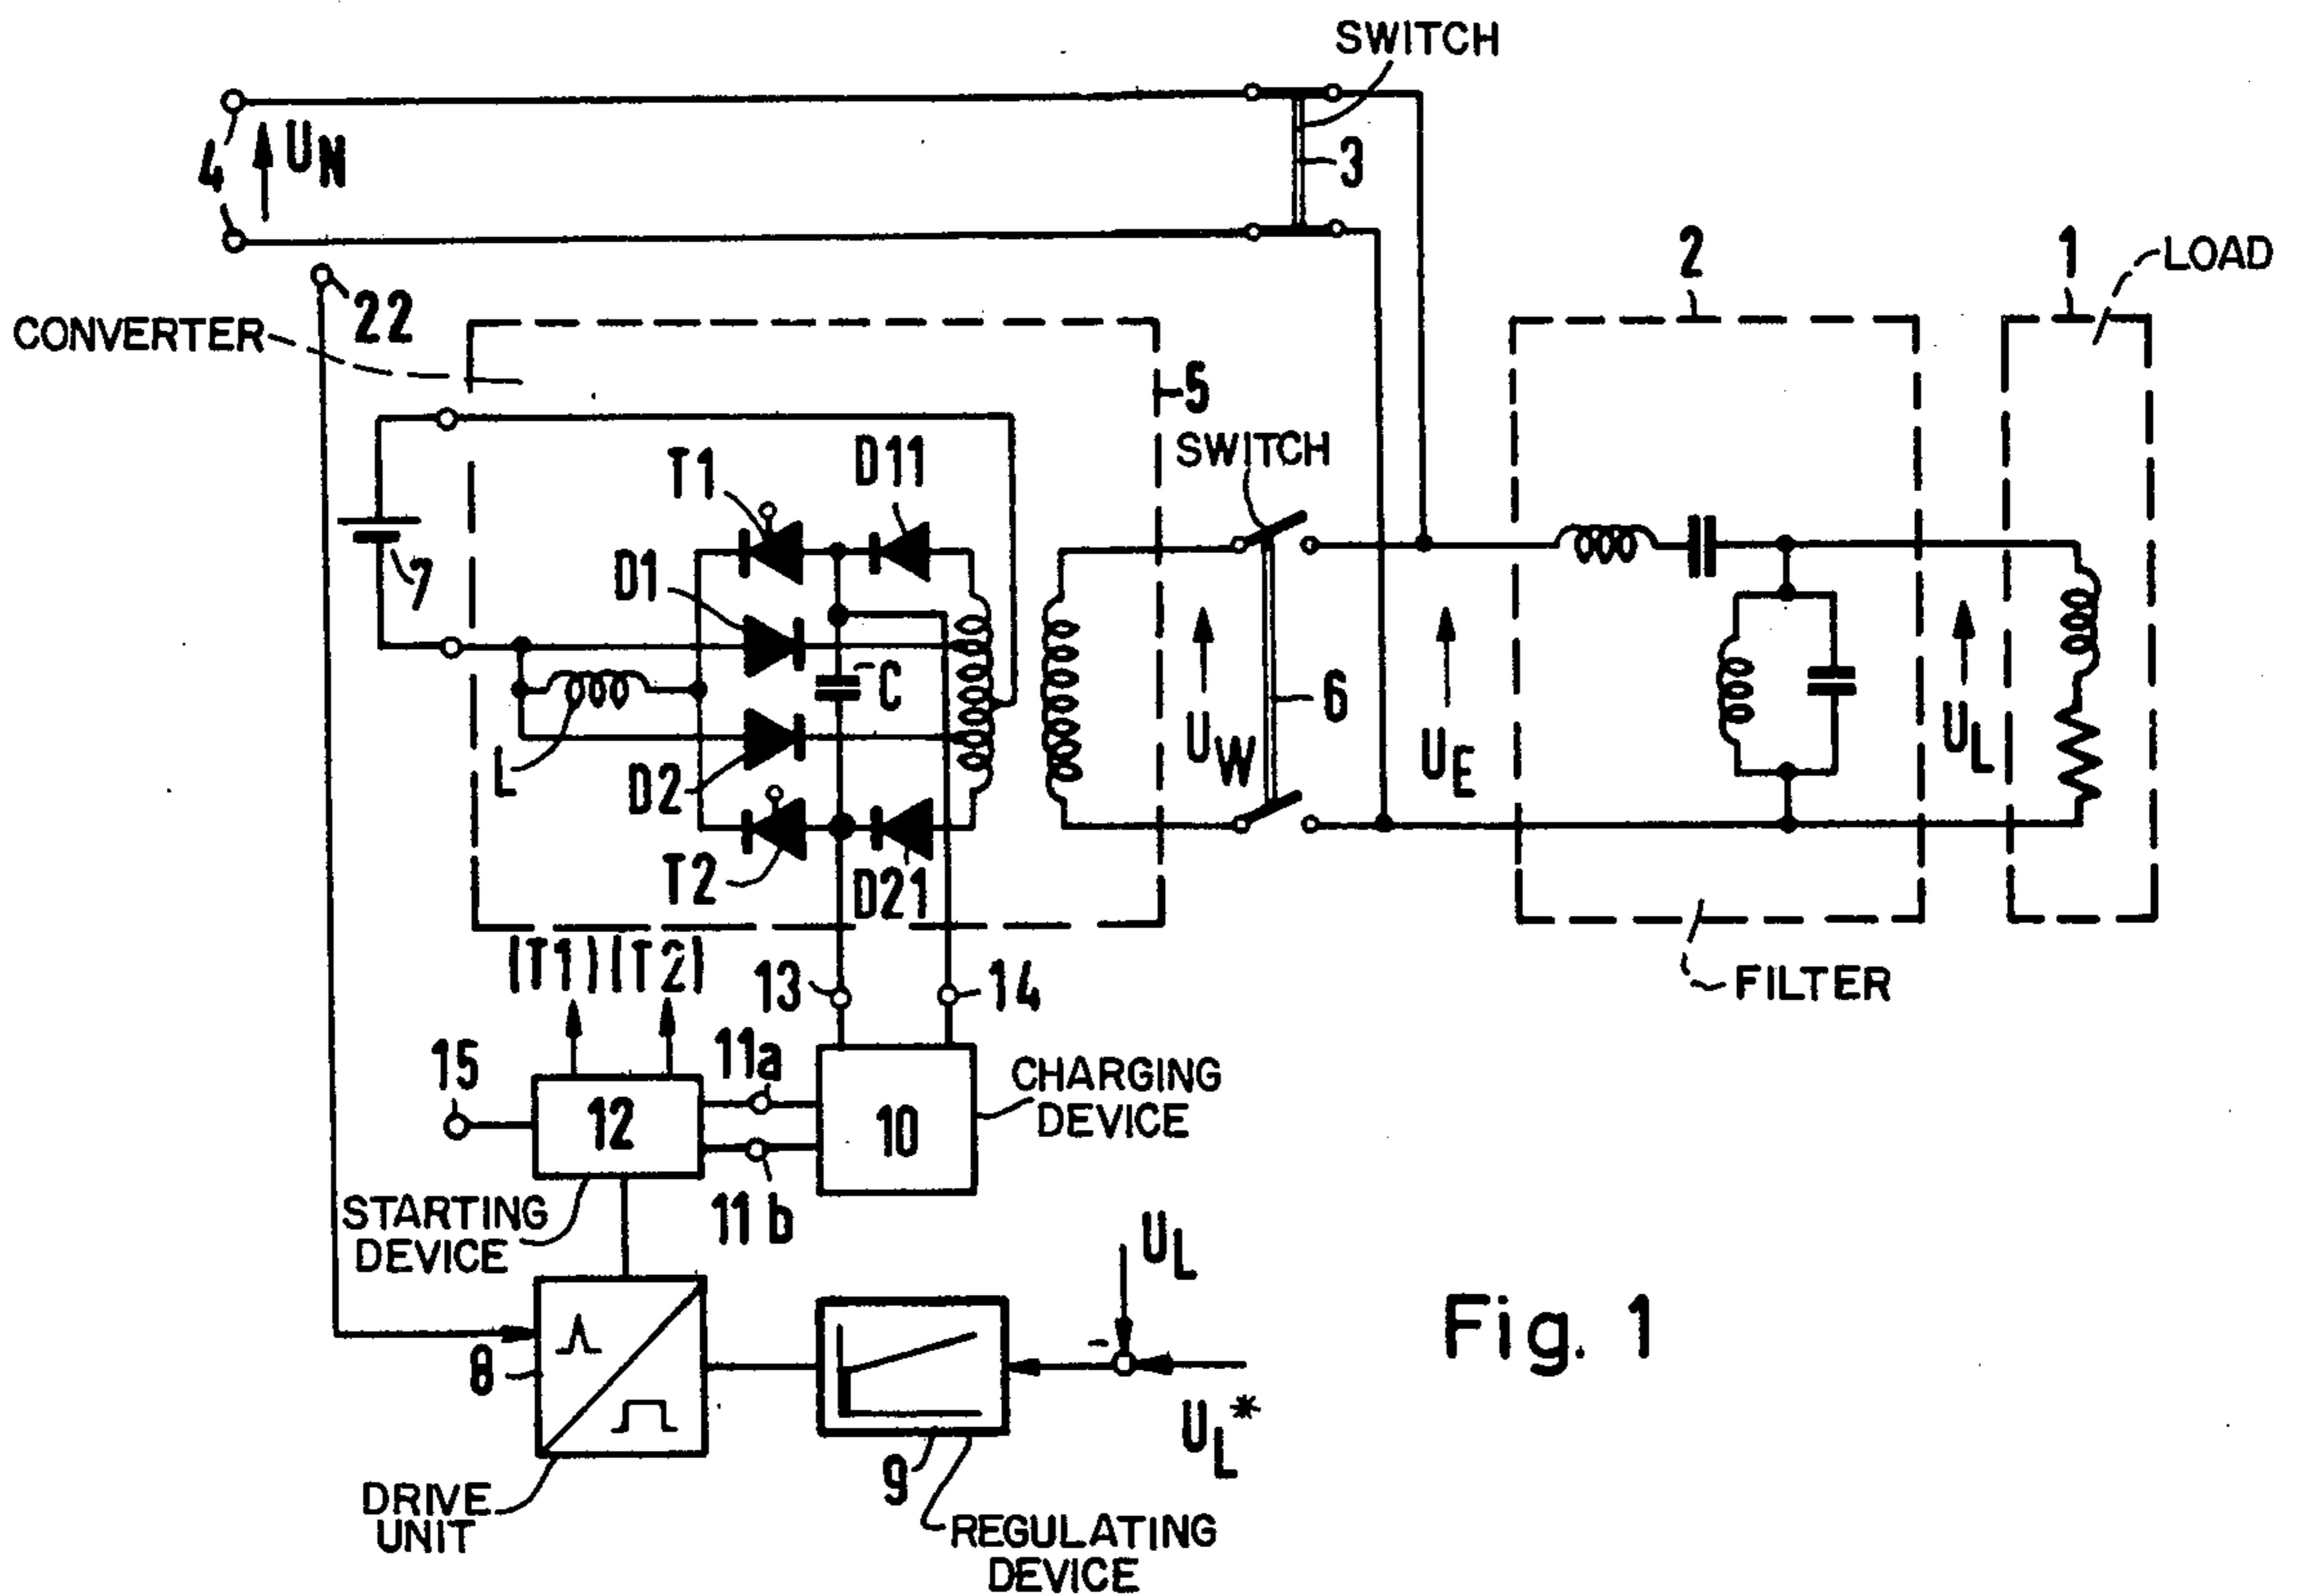 SWITCH
4
U_N
3
22
CONVERTER
5
2
1
LOAD
SWITCH
T1
D11
D1
7
C
L
D2
U_W
6
U_E
U_L
T2
D21
(T1) (T2)
13
14
FILTER
15
11a
12
10
CHARGING
DEVICE
11b
STARTING
DEVICE
U_L
8
-
U_L*
Fig. 1
9
DRIVE
UNIT
REGULATING
DEVICE